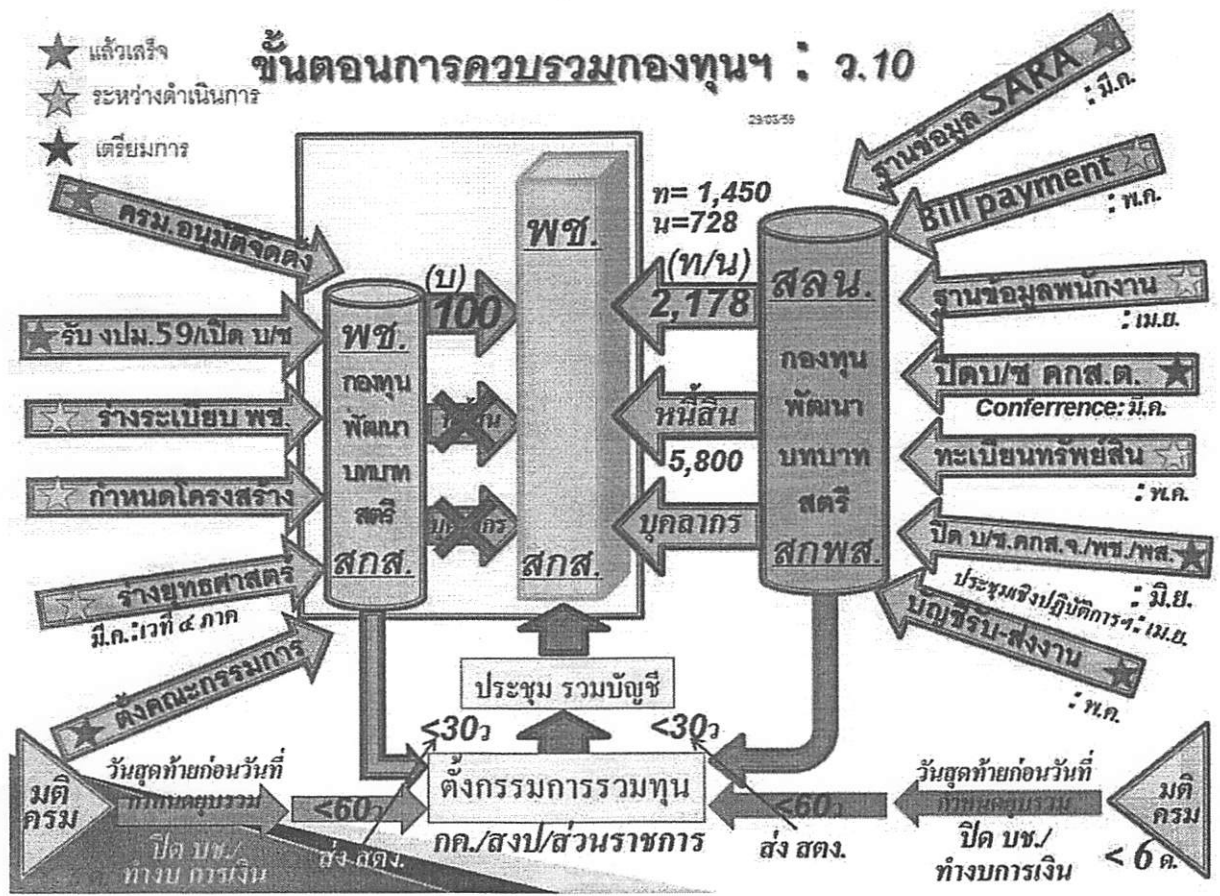 แล้วเสร็จ
ระหว่างดำเนินการ
เตรียมการ
ขั้นตอนการควบรวมกองทุนฯ : ว.10
29/03/59
ครม.อนุมัติจัดตั้ง
รับ งปม.59/เปิด บ/ช
ร่างระเบียบ พช.
กำหนดโครงสร้าง
ร่างยุทธศาสตร์
มี.ค.:เวที ๔ ภาค
ตั้งคณะกรรมการ
พช.
กองทุน
พัฒนา
บทบาท
สตรี
สกส.
(บ)
100
บุคลากร
พช.
สกส.
ท= 1,450
น=728
(ท/น)
2,178
หนี้สิน
5,800
บุคลากร
สลน.
กองทุน
พัฒนา
บทบาท
สตรี
สกพส.
ฐานข้อมูล SARA
: มี.ค.
Bill payment
: พ.ค.
ฐานข้อมูลพนักงาน
: เม.ย.
ปิดบ/ช คกส.ต.
Conferrence: มี.ค.
ทะเบียนทรัพย์สิน
: พ.ค.
ปิด บ/ช.คกส.จ./พช./พส.
: มิ.ย.
ประชุมเชิงปฏิบัติการฯ: เม.ย.
บัญชีรับ-ส่งงาน
: พ.ค.
ประชุม รวมบัญชี
<30ว
<30ว
ตั้งกรรมการรวมทุน
กค./สงป/ส่วนราชการ
มติ
ครม
วันสุดท้ายก่อนวันที่
กำหนดยุบรวม
ปิด บช./
ทำงบ การเงิน
<60ว
ส่ง สตง.
<60ว
ส่ง สตง.
วันสุดท้ายก่อนวันที่
กำหนดยุบรวม
ปิด บช./
ทำงบการเงิน
มติ
ครม
< 6 ด.